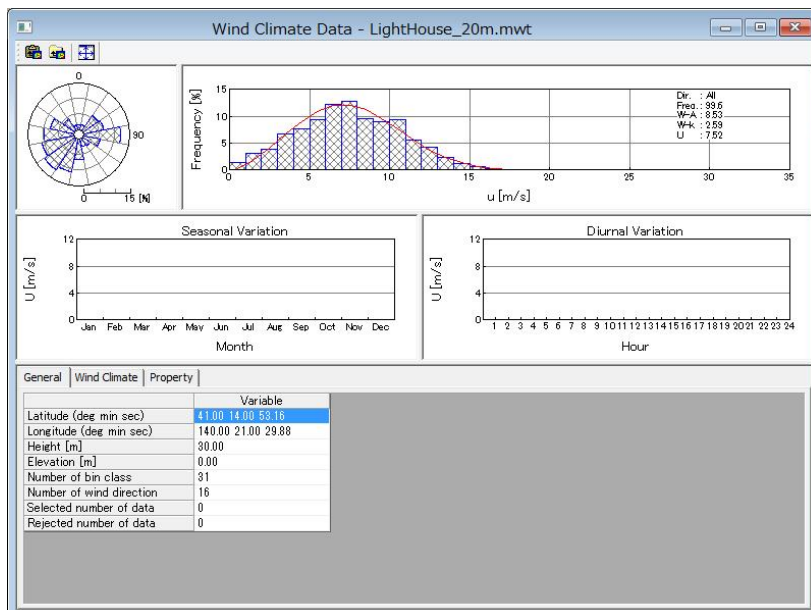 Wind Climate Data - LightHouse_20m.mwt
0
90
0 15 [%]
Frequency [%]
15
10
5
0
0 5 10 15 20 25 30 35
u [m/s]
Dir. : All
Freq. : 99.6
W-A : 8.53
W-k : 2.59
U : 7.52
Seasonal Variation
U [m/s]
12
8
4
0
Jan Feb Mar Apr May Jun Jul Aug Sep Oct Nov Dec
Month
Diurnal Variation
U [m/s]
12
8
4
0
1 2 3 4 5 6 7 8 9 10 11 12 13 14 15 16 17 18 19 20 21 22 23 24
Hour
General Wind Climate Property
Variable
Latitude (deg min sec) 41.00 14.00 53.16
Longitude (deg min sec) 140.00 21.00 29.88
Height [m] 30.00
Elevation [m] 0.00
Number of bin class 31
Number of wind direction 16
Selected number of data 0
Rejected number of data 0